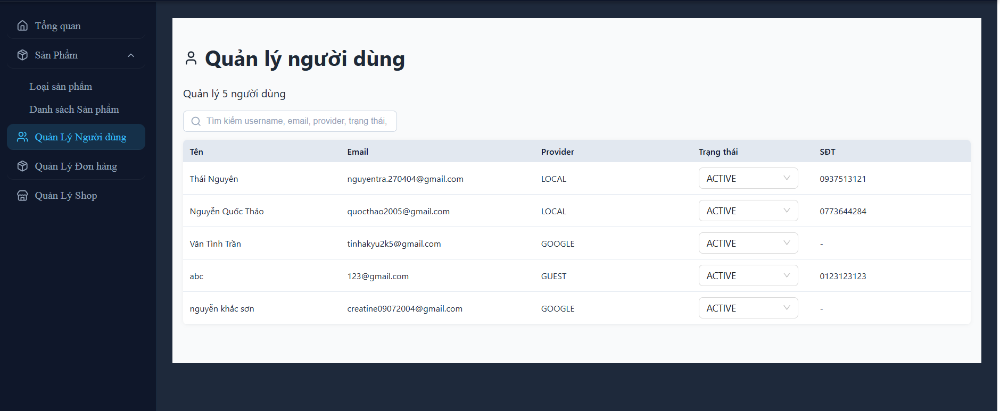 Tổng quan
Sản Phẩm
Loại sản phẩm
Danh sách Sản phẩm
Quản Lý Người dùng
Quản Lý Đơn hàng
Quản Lý Shop
Quản lý người dùng
Quản lý 5 người dùng
Tìm kiếm username, email, provider, trạng thái,
Tên Email Provider Trạng thái SĐT
Thái Nguyên nguyentra.270404@gmail.com LOCAL ACTIVE 0937513121
Nguyễn Quốc Thảo quocthao2005@gmail.com LOCAL ACTIVE 0773644284
Văn Tình Trần tinhakyu2k5@gmail.com GOOGLE ACTIVE -
abc 123@gmail.com GUEST ACTIVE 0123123123
nguyễn khắc sơn creatine09072004@gmail.com GOOGLE ACTIVE -